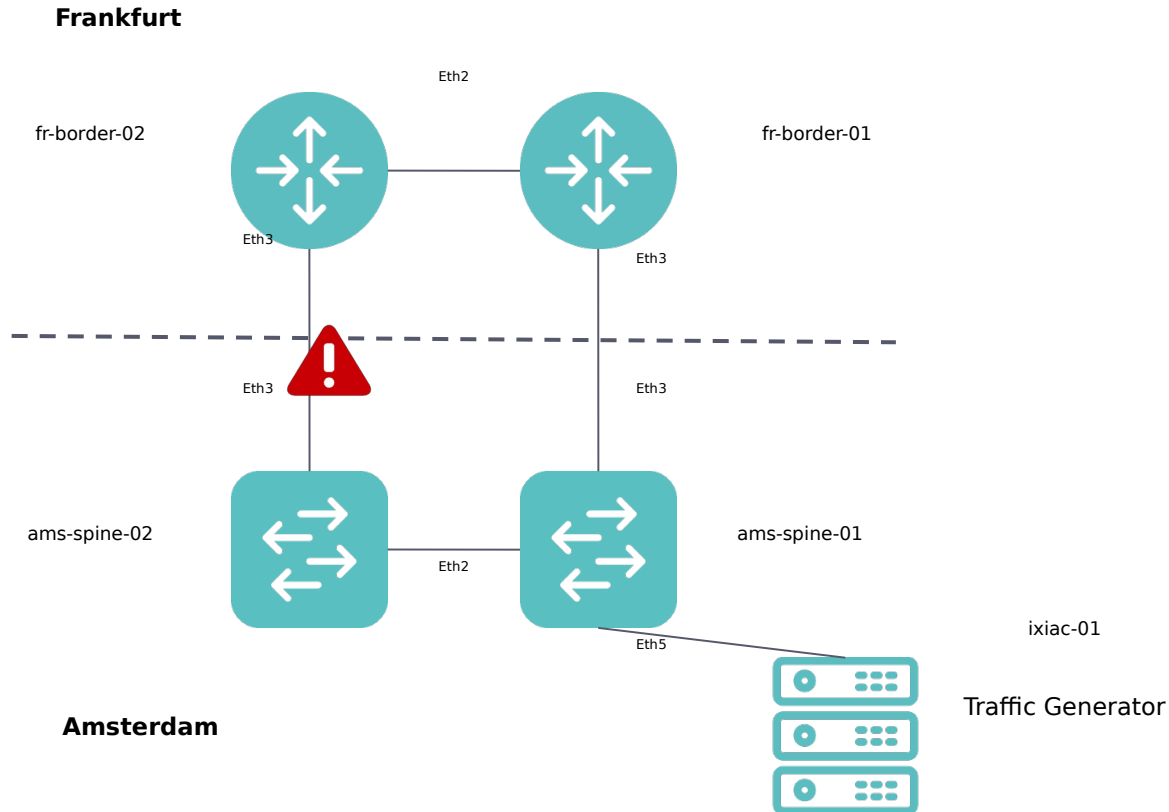 Frankfurt
Eth2
fr-border-02
fr-border-01
Eth3
Eth3
Eth3
Eth3
ams-spine-02
ams-spine-01
Eth2
ixiac-01
Eth5
Traffic Generator
Amsterdam